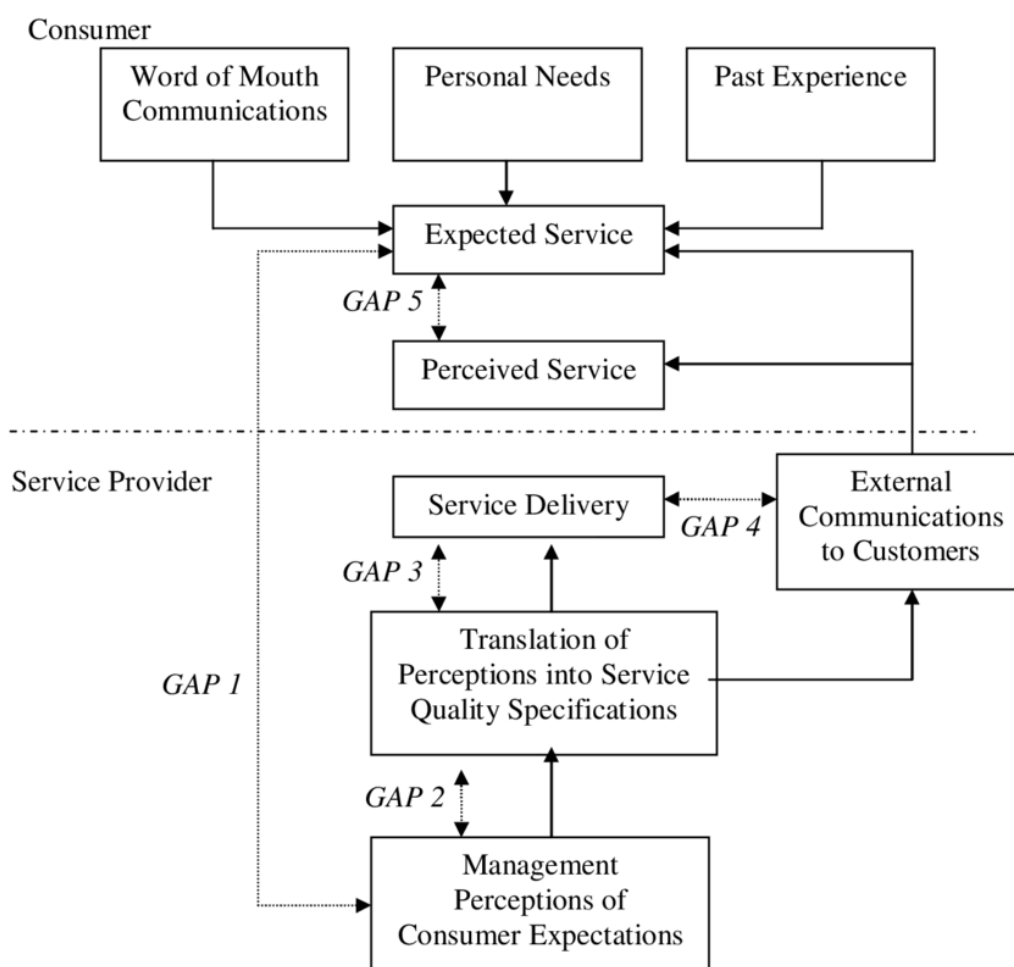 Consumer
Word of Mouth
Communications
Personal Needs
Past Experience
Expected Service
GAP 5
Perceived Service
Service Provider
Service Delivery
GAP 4
External
Communications
to Customers
GAP 3
Translation of
Perceptions into Service
Quality Specifications
GAP 1
GAP 2
Management
Perceptions of
Consumer Expectations